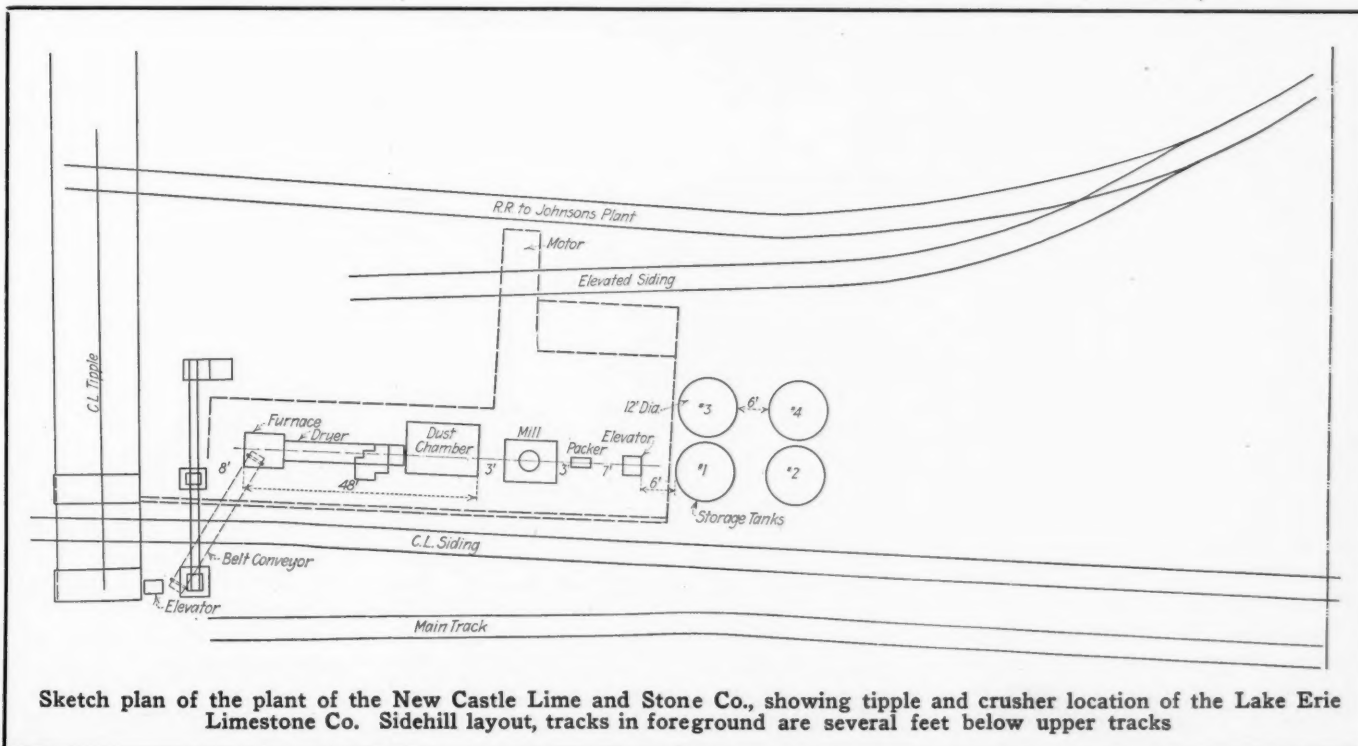 R.R. to Johnsons Plant
Motor
Elevated Siding
C.L. Tipple
12' Dia.
#3
6'
#4
Furnace
Dryer
Dust
Chamber
Mill
Packer
Elevator
8'
3'
3'
7'
#1
#2
48'
6'
Storage Tanks
C.L. Siding
Belt Conveyor
Elevator
Main Track
Sketch plan of the plant of the New Castle Lime and Stone Co., showing tipple and crusher location of the Lake Erie
Limestone Co. Sidehill layout, tracks in foreground are several feet below upper tracks